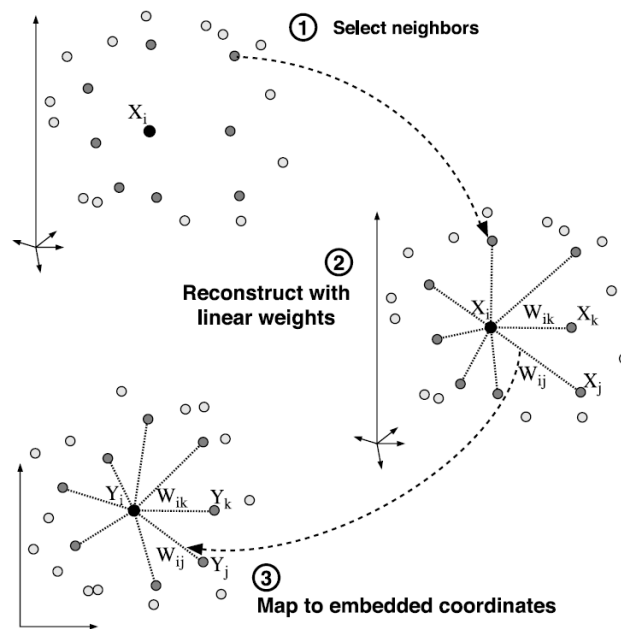 ① Select neighbors
X_i
② Reconstruct with
linear weights
X_i
W_ik X_k
W_ij X_j
Y_i W_ik Y_k
W_ij Y_j
③ Map to embedded coordinates